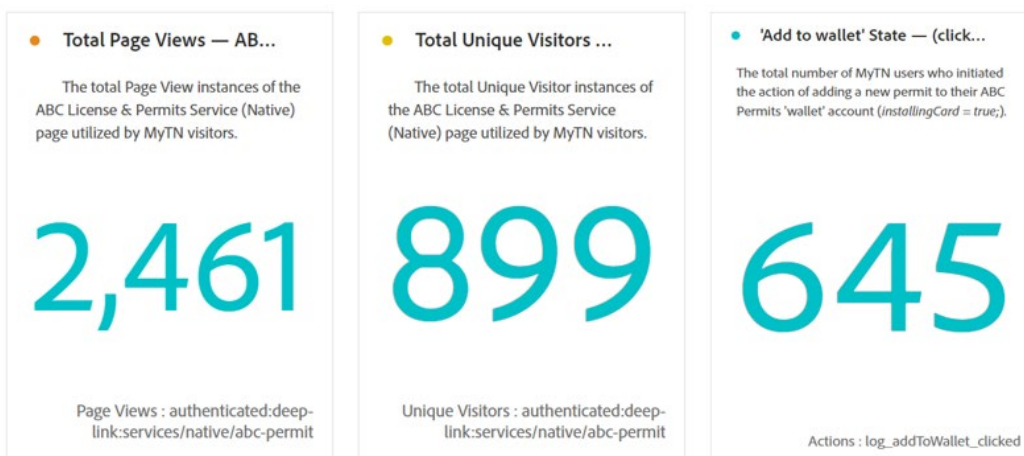 Total Page Views — AB...
The total Page View instances of the
ABC License & Permits Service (Native)
page utilized by MyTN visitors.
2,461
Page Views : authenticated:deep-
link:services/native/abc-permit
Total Unique Visitors ...
The total Unique Visitor instances of
the ABC License & Permits Service
(Native) page utilized by MyTN visitors.
899
Unique Visitors : authenticated:deep-
link:services/native/abc-permit
'Add to wallet' State — (click...
The total number of MyTN users who initiated
the action of adding a new permit to their ABC
Permits 'wallet' account (installingCard = true;).
645
Actions : log_addToWallet_clicked